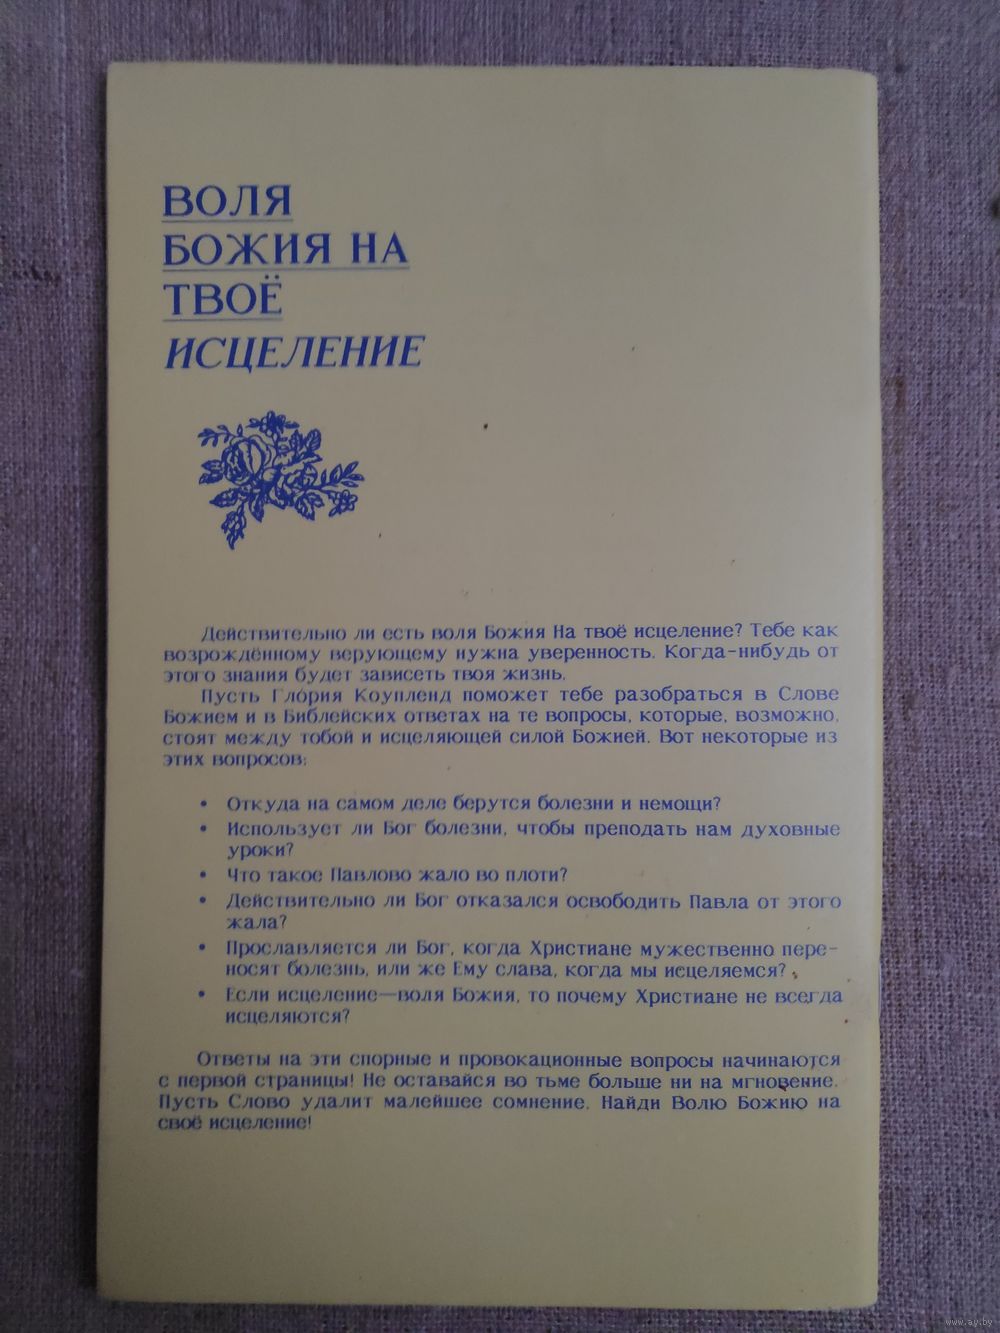 ВОЛЯ
БОЖИЯ НА
ТВОЁ
ИСЦЕЛЕНИЕ
Действительно ли есть воля Божия На твоё исцеление? Тебе как
возрождённому верующему нужна уверенность. Когда-нибудь от
этого знания будет зависеть твоя жизнь.
Пусть Глория Коупленд поможет тебе разобраться в Слове
Божием и в Библейских ответах на те вопросы, которые, возможно,
стоят между тобой и исцеляющей силой Божией. Вот некоторые из
этих вопросов:
• Откуда на самом деле берутся болезни и немощи?
• Использует ли Бог болезни, чтобы преподать нам духовные
уроки?
• Что такое Павлово жало во плоти?
• Действительно ли Бог отказался освободить Павла от этого
жала?
• Прославляется ли Бог, когда Христиане мужественно пере-
носят болезнь, или же Ему слава, когда мы исцеляемся?
• Если исцеление—воля Божия, то почему Христиане не всегда
исцеляются?
Ответы на эти спорные и провокационные вопросы начинаются
с первой страницы! Не оставайся во тьме больше ни на мгновение.
Пусть Слово удалит малейшее сомнение. Найди Волю Божию на
своё исцеление!
www.ay.by